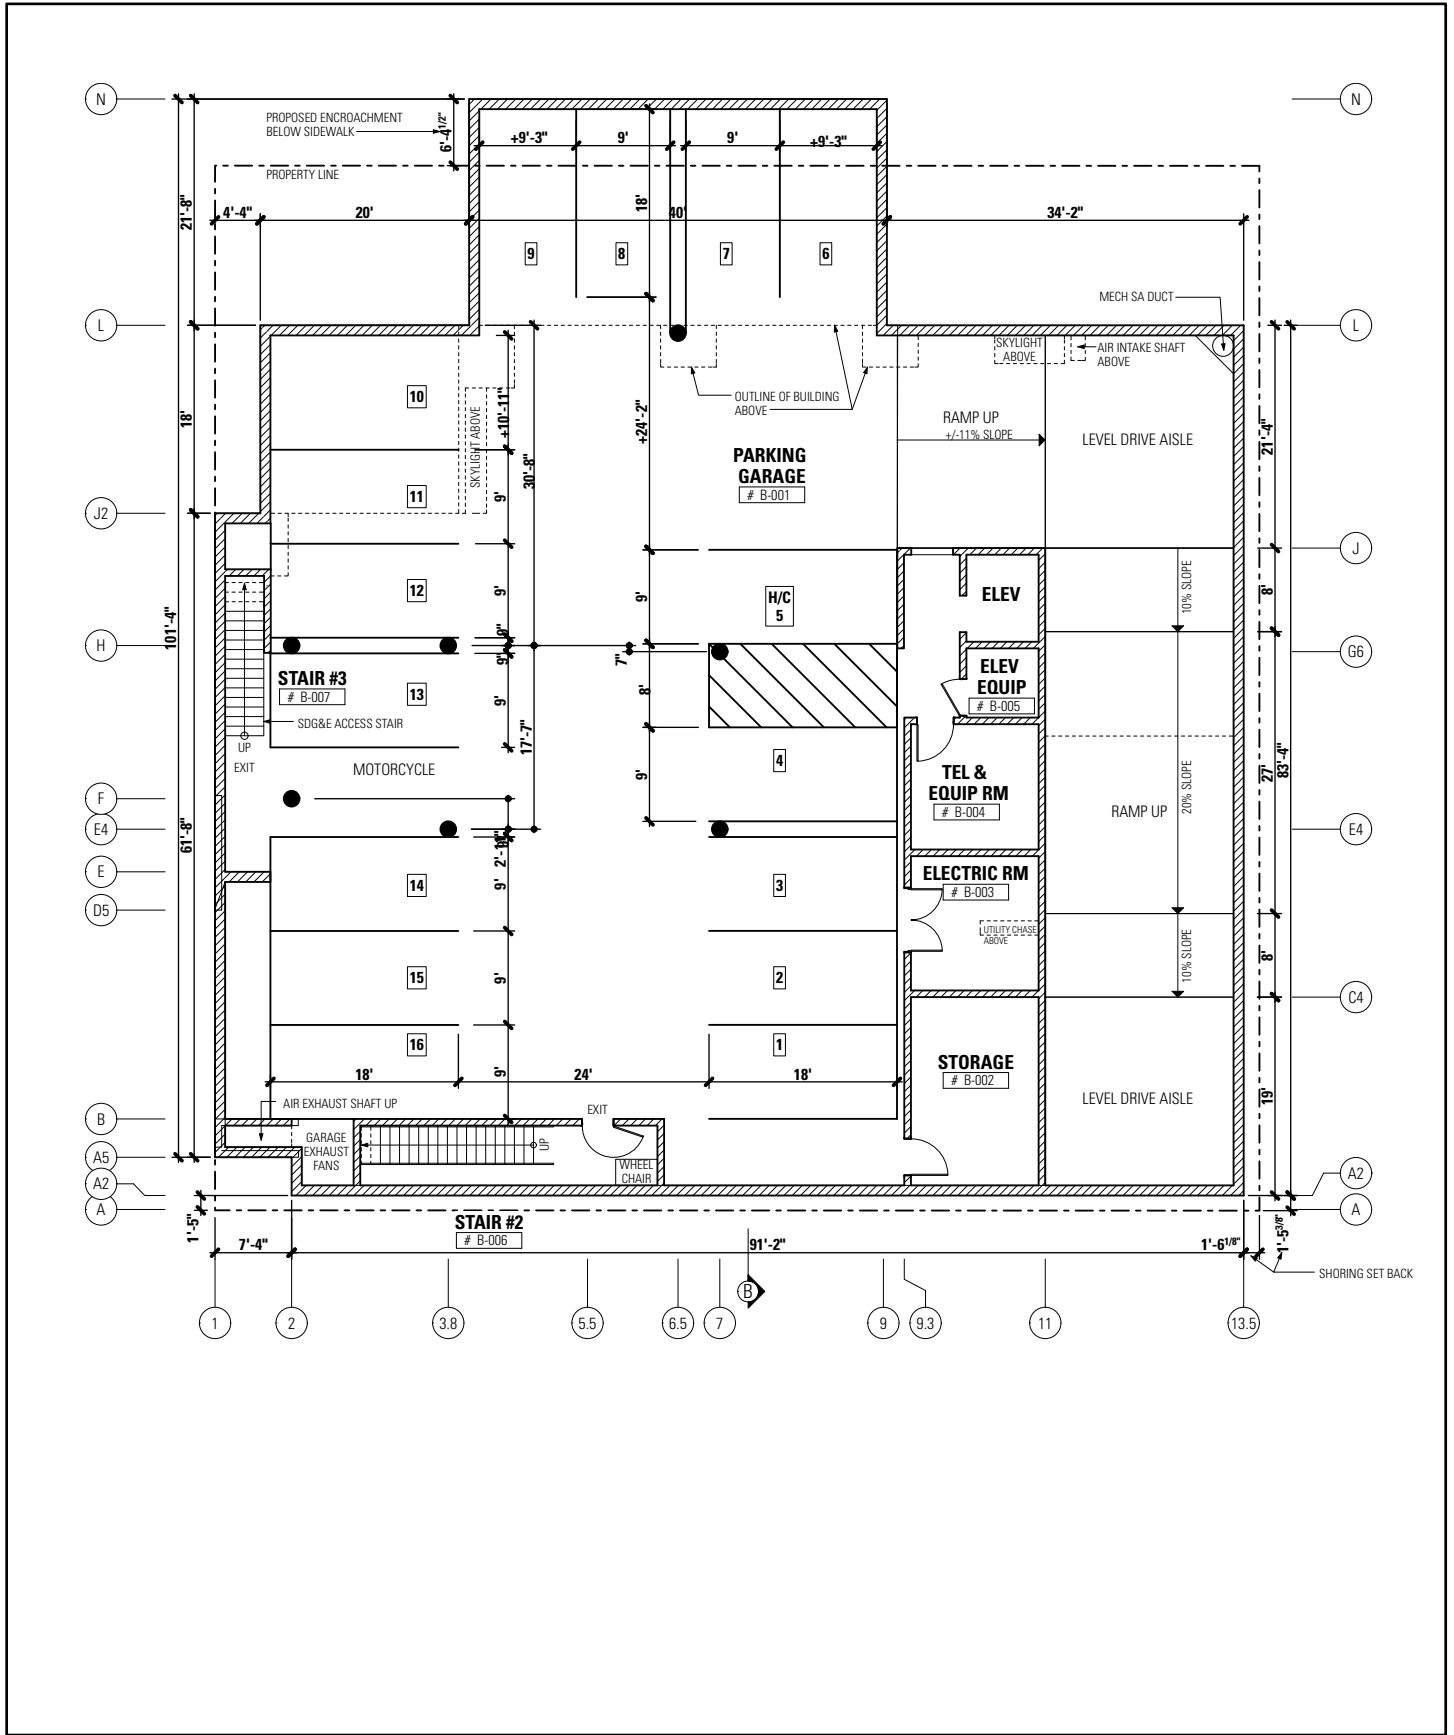 N
N
PROPOSED ENCROACHMENT
BELOW SIDEWALK
6'-4 1/2"
+9'-3"
9'
9'
+9'-3"
PROPERTY LINE
21'-8"
4'-4"
20'
18'
40'
34'-2"
9
8
7
6
MECH SA DUCT
L
L
SKYLIGHT
ABOVE
AIR INTAKE SHAFT
ABOVE
10
+10'-11"
OUTLINE OF BUILDING
ABOVE
18'
SKYLIGHT ABOVE
+24'-2"
RAMP UP
+/-11% SLOPE
LEVEL DRIVE AISLE
21'-4"
PARKING
GARAGE
# B-001
30'-8"
11
9'
J2
J
12
9'
9'
H/C
5
ELEV
10% SLOPE
8'
101'-4"
H
9"
9"
7"
G6
STAIR #3
# B-007
13
9'
8'
ELEV
EQUIP
# B-005
SDG&E ACCESS STAIR
UP
EXIT
MOTORCYCLE
17'-7"
9'
4
TEL &
EQUIP RM
# B-004
20% SLOPE
27'
83'-4"
RAMP UP
F
E4
E4
61'-8"
2'-11"
E
14
9'
3
ELECTRIC RM
# B-003
D5
UTILITY CHASE
ABOVE
10% SLOPE
8'
15
9'
2
C4
16
1
STORAGE
# B-002
18'
24'
9'
18'
19'
LEVEL DRIVE AISLE
AIR EXHAUST SHAFT UP
EXIT
B
GARAGE
EXHAUST
FANS
UP
WHEEL
CHAIR
A5
A2
A2
A
A
1'-5"
STAIR #2
# B-006
7'-4"
91'-2"
1'-6 1/8"
1'-5 3/8"
SHORING SET BACK
B
1
2
3.8
5.5
6.5
7
9
9.3
11
13.5